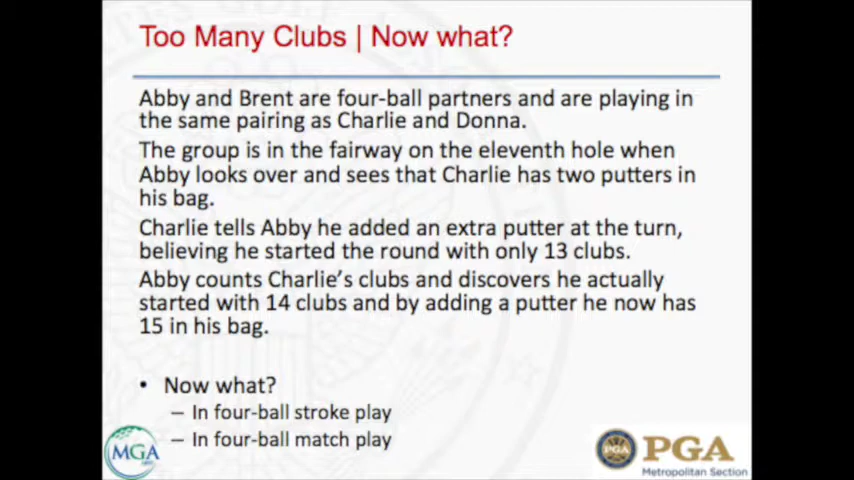 Too Many Clubs | Now what?
Abby and Brent are four-ball partners and are playing in
the same pairing as Charlie and Donna.
The group is in the fairway on the eleventh hole when
Abby looks over and sees that Charlie has two putters in
his bag.
Charlie tells Abby he added an extra putter at the turn,
believing he started the round with only 13 clubs.
Abby counts Charlie's clubs and discovers he actually
started with 14 clubs and by adding a putter he now has
15 in his bag.
• Now what?
– In four-ball stroke play
– In four-ball match play
MGA
PGA
PGA
Metropolitan Section